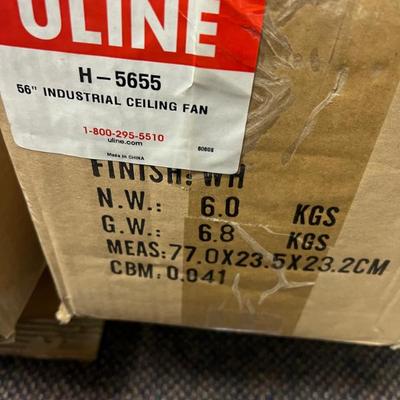 ULINE
H-5655
56" INDUSTRIAL CEILING FAN
1-800-295-5510
uline.com
Made in CHINA
60608
FINISH: WH
N.W.: 6.0 KGS
G.W.: 6.8 KGS
MEAS: 77.0X23.5X23.2CM
CBM: 0.041